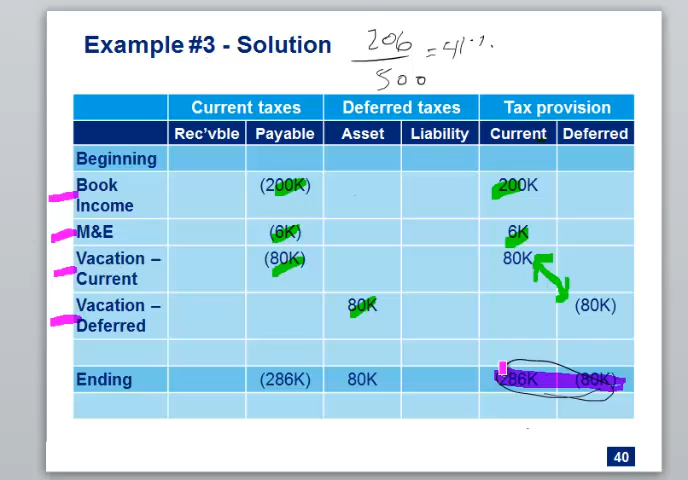 Example #3 - Solution
206
500
= 41.2%
Current taxes Deferred taxes Tax provision
Rec'vble Payable Asset Liability Current Deferred
Beginning
Book Income (200K) 200K
M&E (6K) 6K
Vacation – Current (80K) 80K
Vacation – Deferred 80K (80K)
Ending (286K) 80K 286K (80K)
40